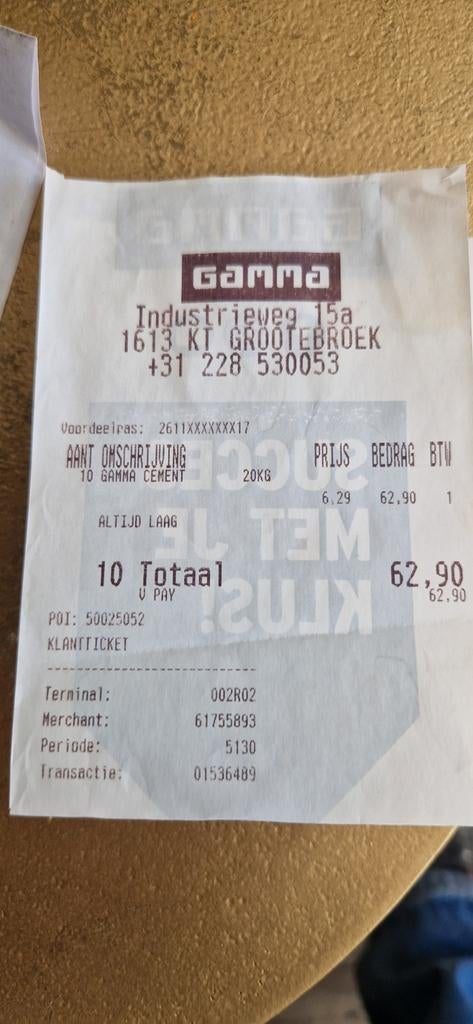 GAMMA
Industrieweg 15a
1613 KT GROOTEBROEK
+31 228 530053
Voordeelpas: 2611XXXXXXX17
AANT OMSCHRIJVING PRIJS BEDRAG BTW
10 GAMMA CEMENT 20KG
6,29 62,90 1
ALTIJD LAAG
10 Totaal 62,90
V PAY 62,90
POI: 50025052
KLANTTICKET
--------------------------------
Terminal: 002R02
Merchant: 61755893
Periode: 5130
Transactie: 01536489
SUCCES
MET JE
KLUS!